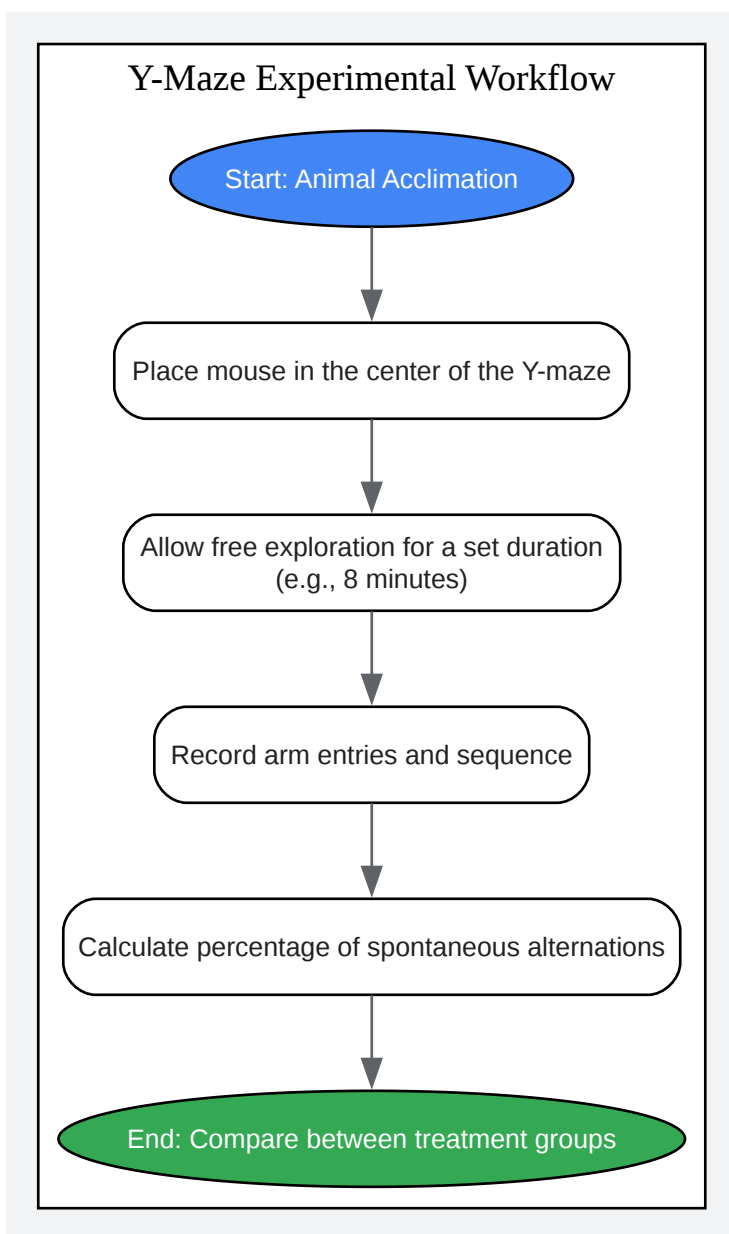 Y-Maze Experimental Workflow
Start: Animal Acclimation
Place mouse in the center of the Y-maze
Allow free exploration for a set duration
(e.g., 8 minutes)
Record arm entries and sequence
Calculate percentage of spontaneous alternations
End: Compare between treatment groups